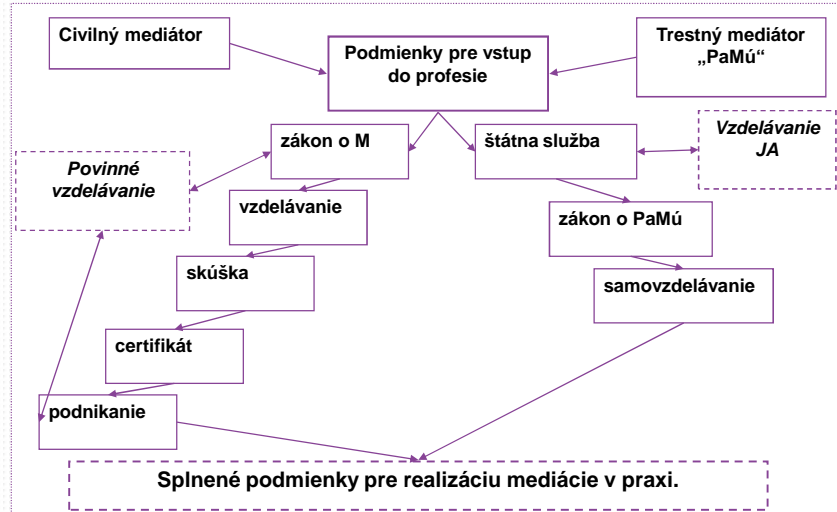 Civilný mediátor
Podmienky pre vstup
do profesie
Trestný mediátor
„PaMú“
zákon o M
štátna služba
Vzdelávanie
JA
Povinné
vzdelávanie
vzdelávanie
zákon o PaMú
skúška
samovzdelávanie
certifikát
podnikanie
Splnené podmienky pre realizáciu mediácie v praxi.